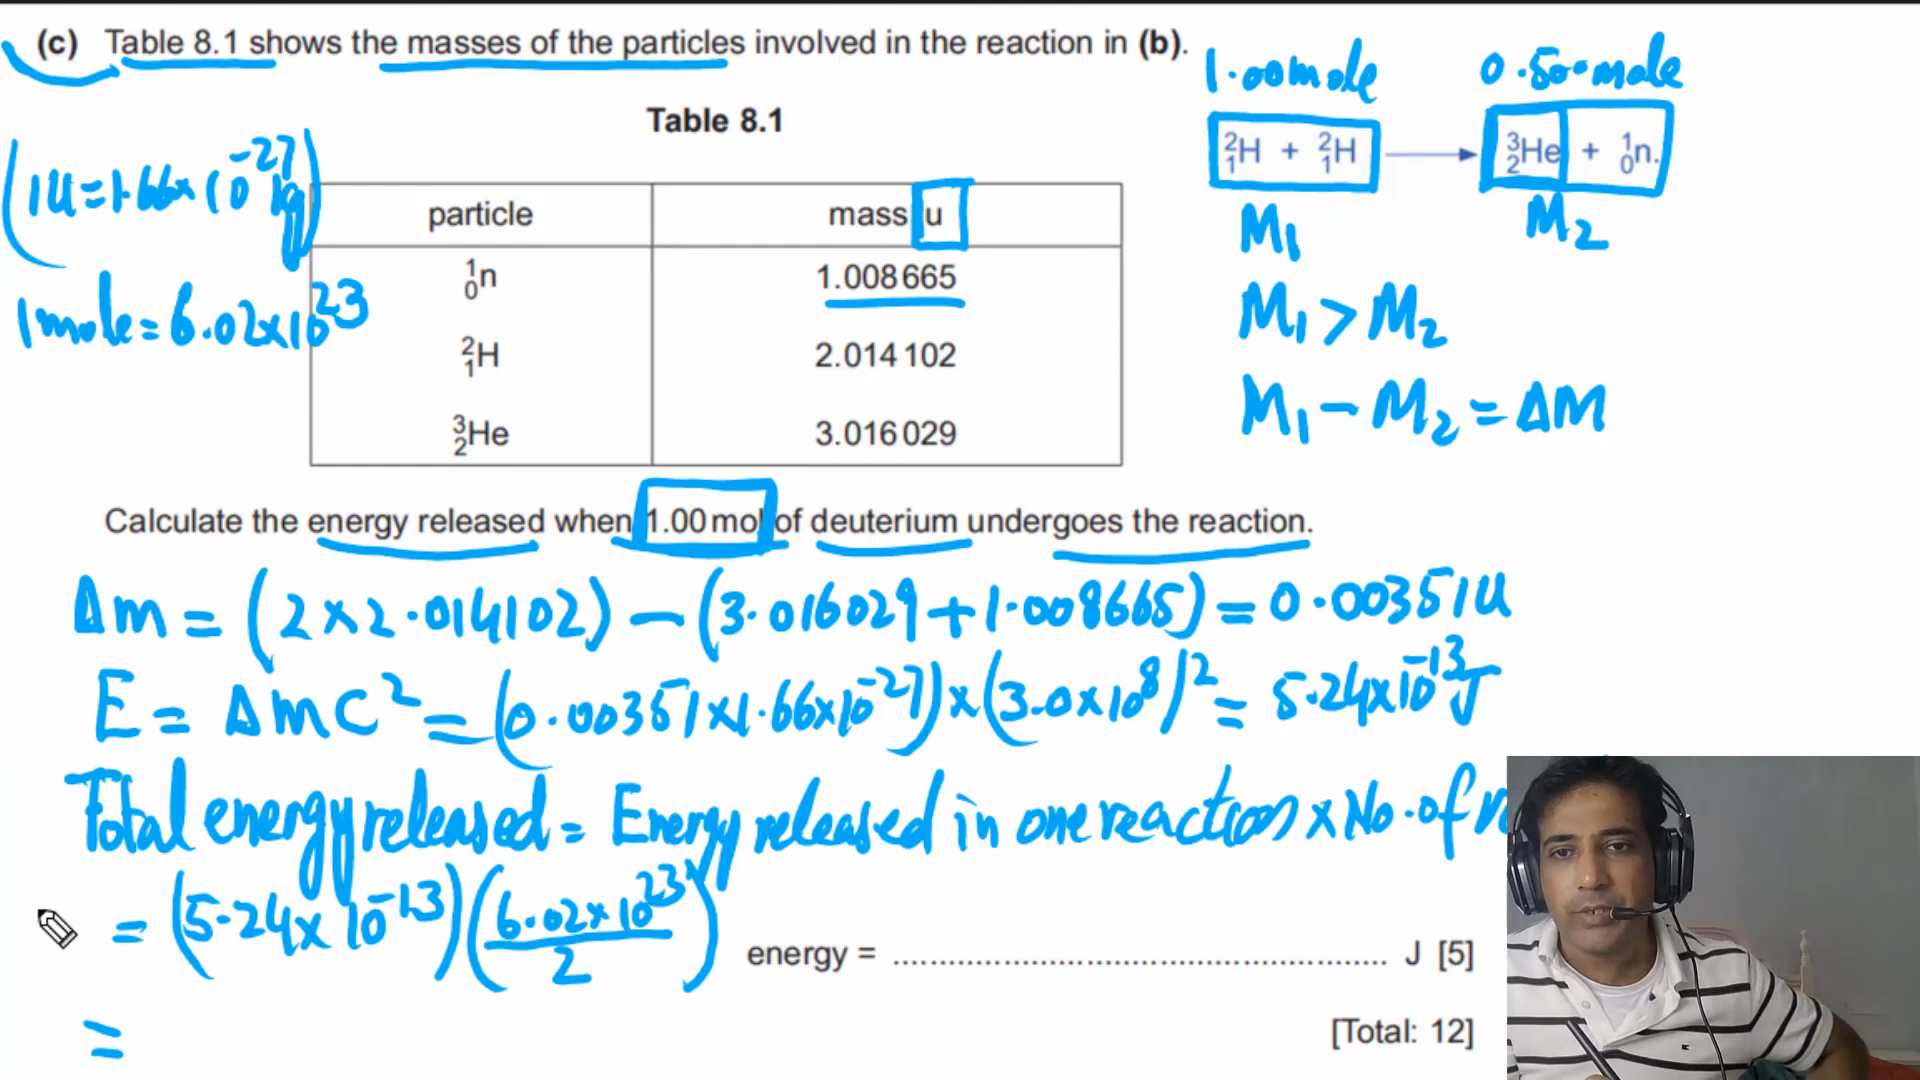 (c) Table 8.1 shows the masses of the particles involved in the reaction in (b).
1.00mole 0.500mole
Table 8.1
²₁H + ²₁H → ³₂He + ¹₀n.
(1u=1.66×10⁻²⁷kg)
M₁ M₂
particle mass u
¹₀n 1.008665
1mole=6.02×10²³
M₁>M₂
²₁H 2.014102
M₁-M₂=ΔM
³₂He 3.016029
Calculate the energy released when 1.00 mol of deuterium undergoes the reaction.
Δm = (2×2.014102) - (3.016029+1.008665) = 0.00351u
E = Δmc² = (0.00351×1.66×10⁻²⁷)×(3.0×10⁸)² = 5.24×10⁻¹³J
Total energy released = Energy released in one reaction × No. of
= (5.24×10⁻¹³)(6.02×10²³/2)
energy = ...................................................... J [5]
=
[Total: 12]